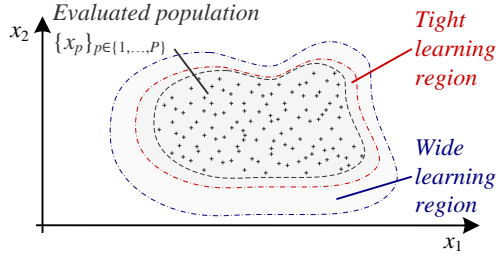 Evaluated population
{x_p}_{p∈{1,…,P}}
x_2
Tight
learning
region
Wide
learning
region
x_1